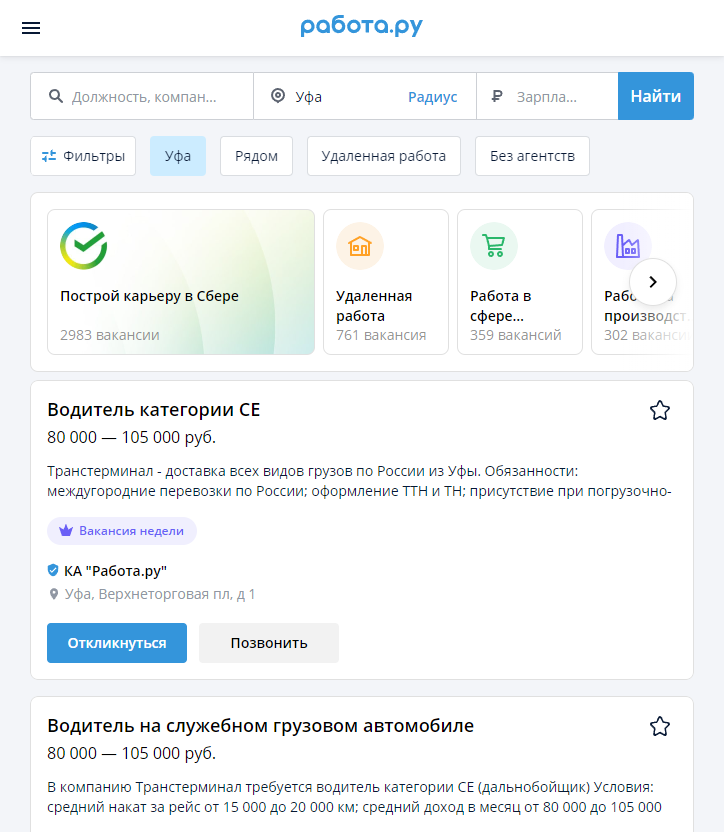 работа.ру
Должность, компан...
Уфа
Радиус
₽ Зарпла...
Найти
Фильтры
Уфа
Рядом
Удаленная работа
Без агентств
Построй карьеру в Сбере
2983 вакансии
Удаленная
работа
761 вакансия
Работа в
сфере...
359 вакансий
производст...
302 вакансии
Водитель категории СЕ
80 000 — 105 000 руб.
Транстерминал - доставка всех видов грузов по России из Уфы. Обязанности:
междугородние перевозки по России; оформление ТТН и ТН; присутствие при погрузочно-
Вакансия недели
КА "Работа.ру"
Уфа, Верхнеторговая пл, д 1
Откликнуться
Позвонить
Водитель на служебном грузовом автомобиле
80 000 — 105 000 руб.
В компанию Транстерминал требуется водитель категории СЕ (дальнобойщик) Условия:
средний накат за рейс от 15 000 до 20 000 км; средний доход в месяц от 80 000 до 105 000